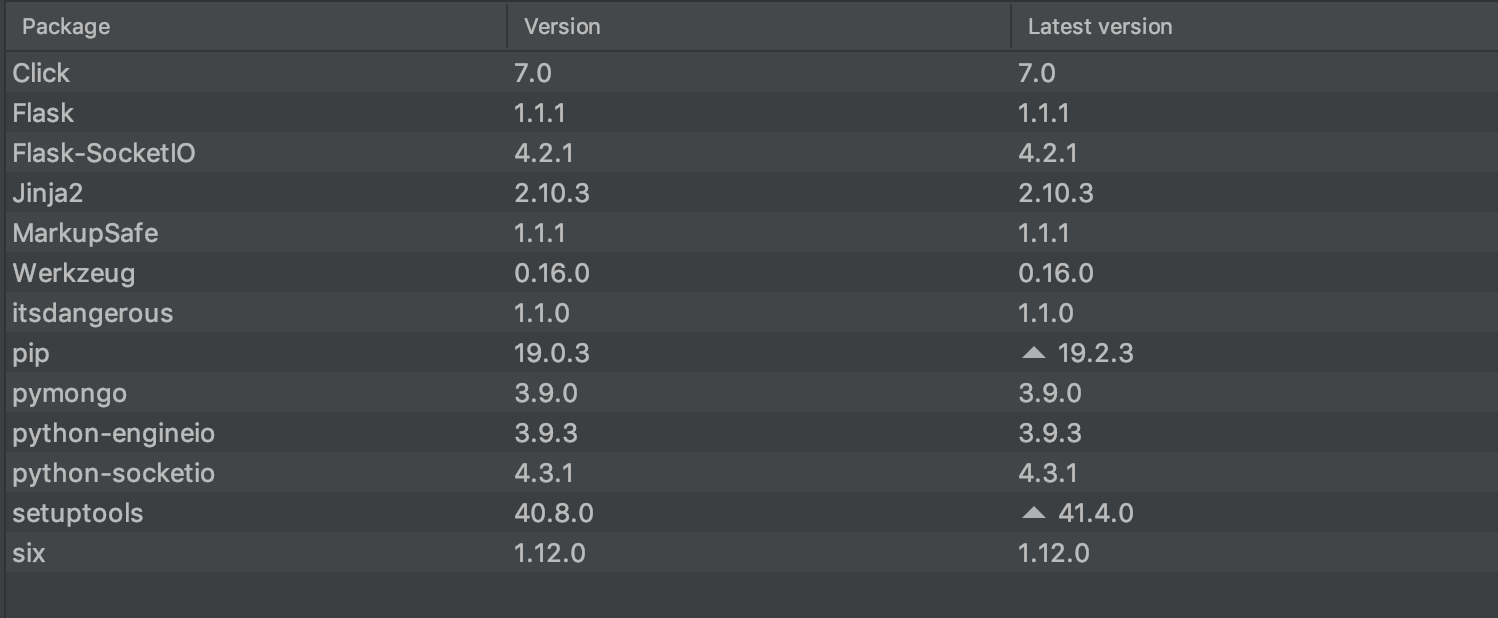 Package Version Latest version
Click 7.0 7.0
Flask 1.1.1 1.1.1
Flask-SocketIO 4.2.1 4.2.1
Jinja2 2.10.3 2.10.3
MarkupSafe 1.1.1 1.1.1
Werkzeug 0.16.0 0.16.0
itsdangerous 1.1.0 1.1.0
pip 19.0.3 19.2.3
pymongo 3.9.0 3.9.0
python-engineio 3.9.3 3.9.3
python-socketio 4.3.1 4.3.1
setuptools 40.8.0 41.4.0
six 1.12.0 1.12.0